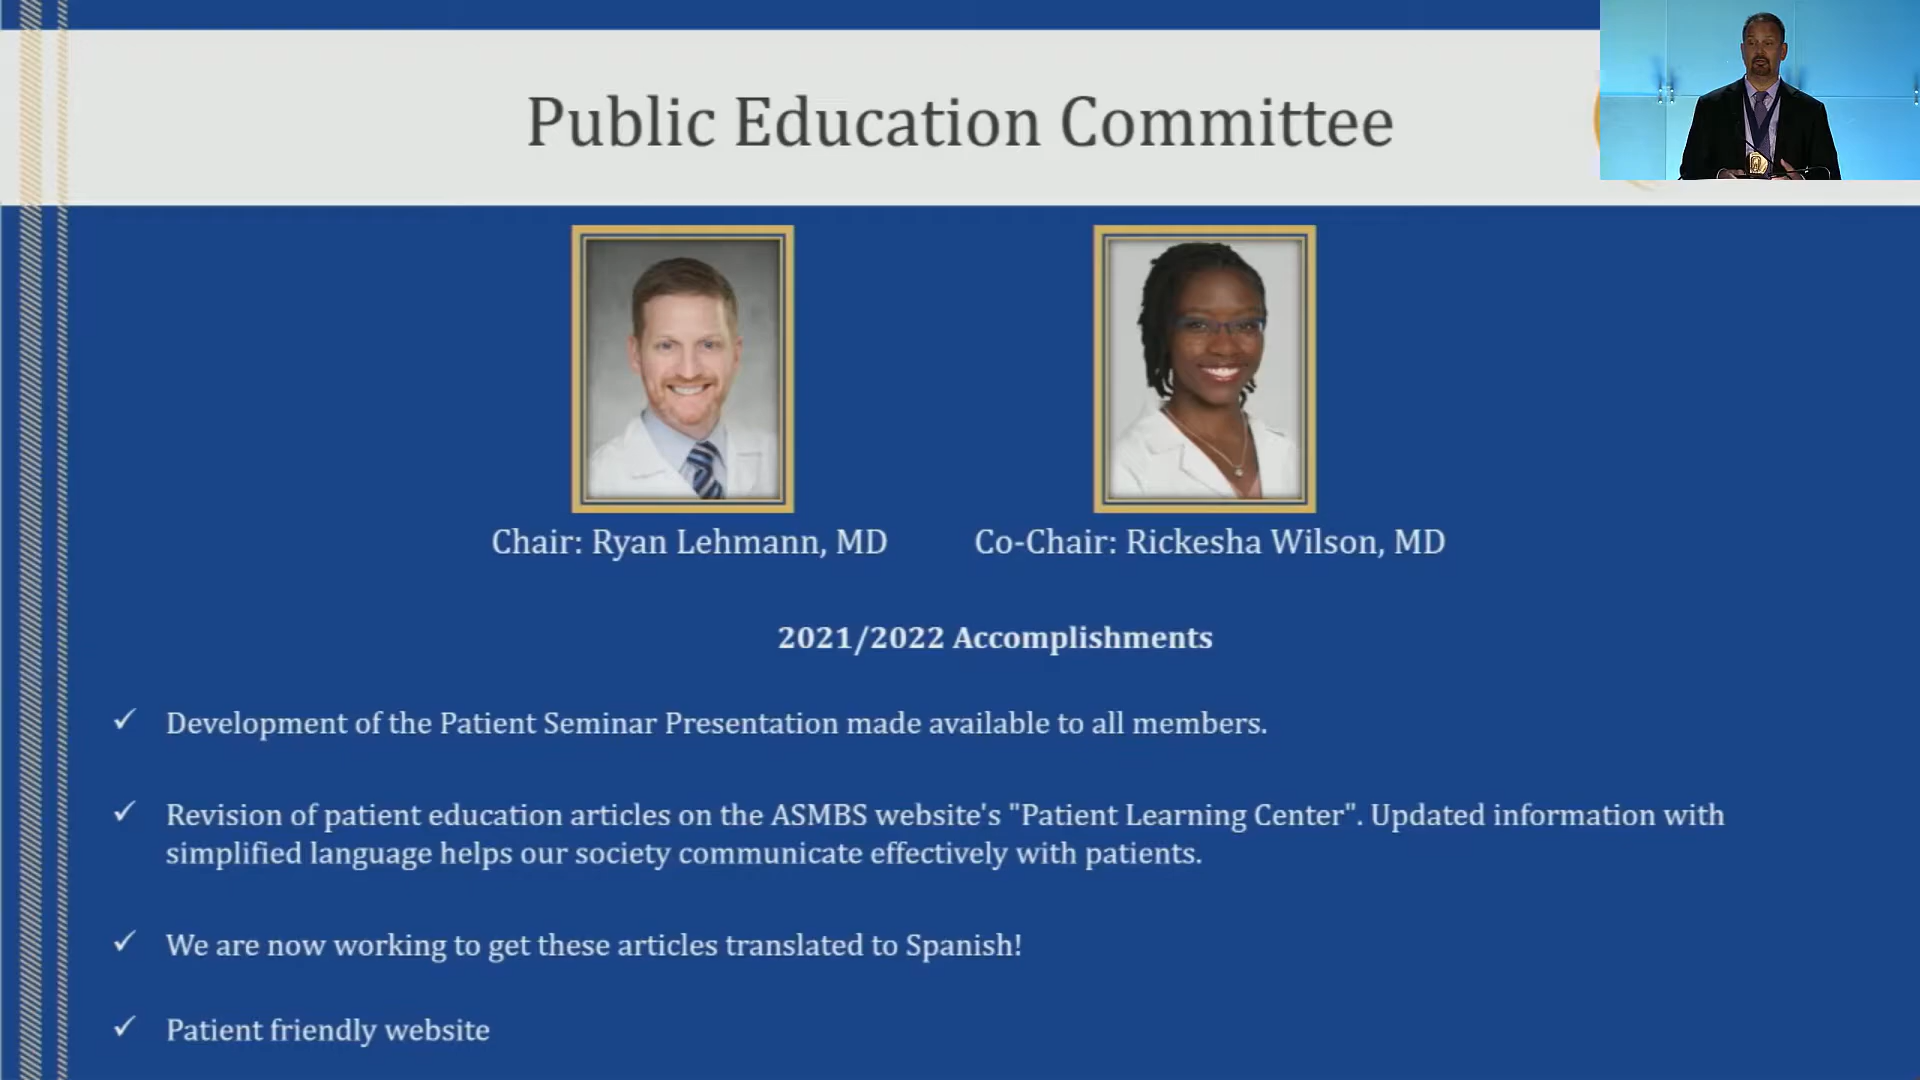 Public Education Committee
Chair: Ryan Lehmann, MD
Co-Chair: Rickesha Wilson, MD
2021/2022 Accomplishments
✓ Development of the Patient Seminar Presentation made available to all members.
✓ Revision of patient education articles on the ASMBS website's "Patient Learning Center". Updated information with
simplified language helps our society communicate effectively with patients.
✓ We are now working to get these articles translated to Spanish!
✓ Patient friendly website